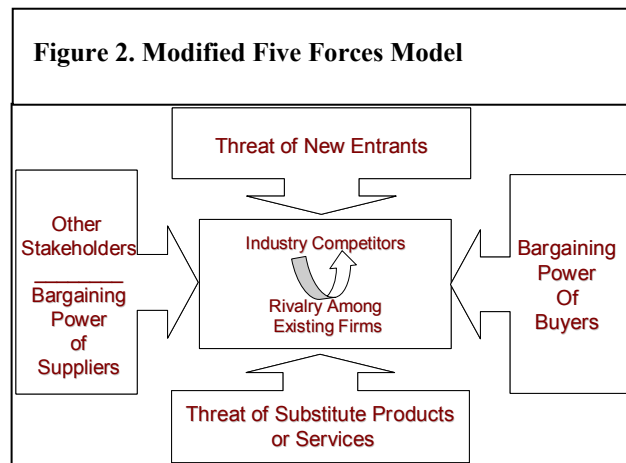 Figure 2. Modified Five Forces Model
Threat of New Entrants
Other
Stakeholders
Bargaining
Power
of
Suppliers
Industry Competitors
Rivalry Among
Existing Firms
Bargaining
Power
Of
Buyers
Threat of Substitute Products
or Services